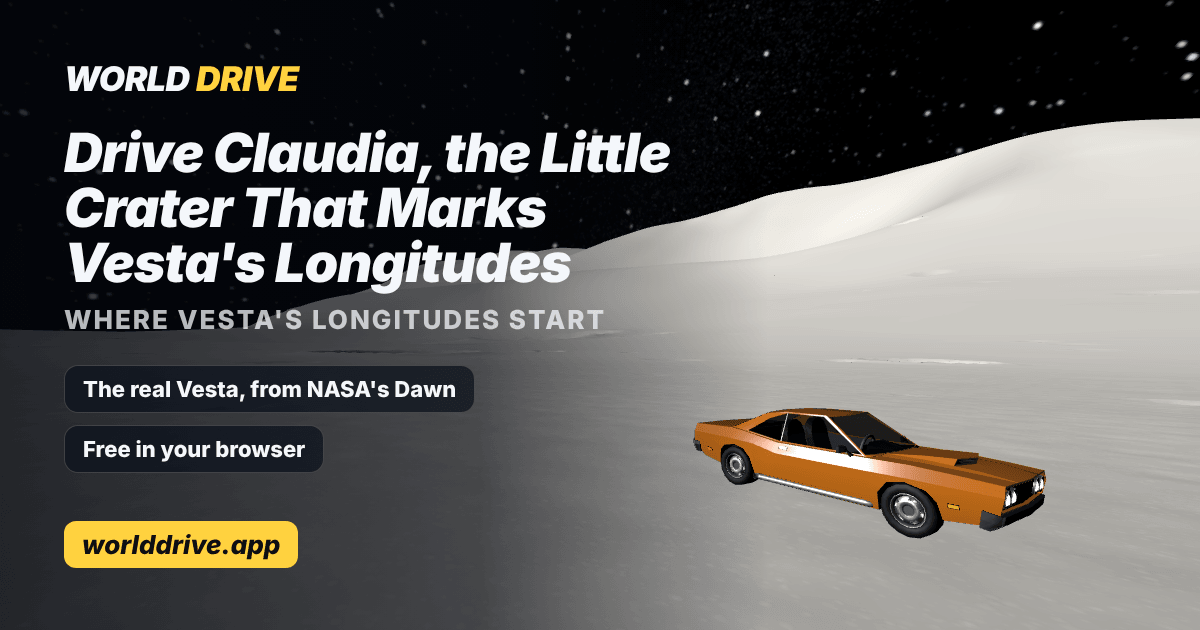 WORLD DRIVE
Drive Claudia, the Little
Crater That Marks
Vesta's Longitudes
WHERE VESTA'S LONGITUDES START
The real Vesta, from NASA's Dawn
Free in your browser
worlddrive.app